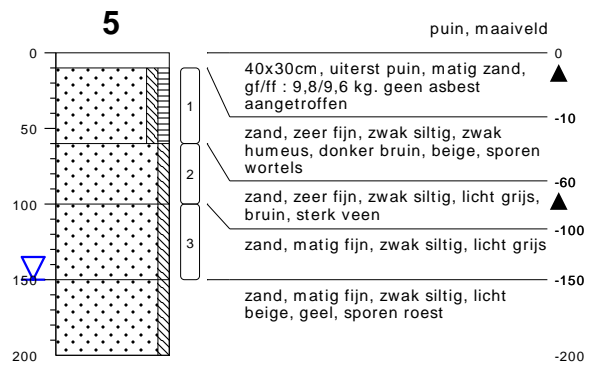 5
puin, maaiveld
0
0
40x30cm, uiterst puin, matig zand,
gf/ff : 9,8/9,6 kg. geen asbest
aangetroffen
1
-10
50
zand, zeer fijn, zwak siltig, zwak
humeus, donker bruin, beige, sporen
wortels
2
-60
zand, zeer fijn, zwak siltig, licht grijs,
bruin, sterk veen
100
-100
3
zand, matig fijn, zwak siltig, licht grijs
150
-150
zand, matig fijn, zwak siltig, licht
beige, geel, sporen roest
200
-200